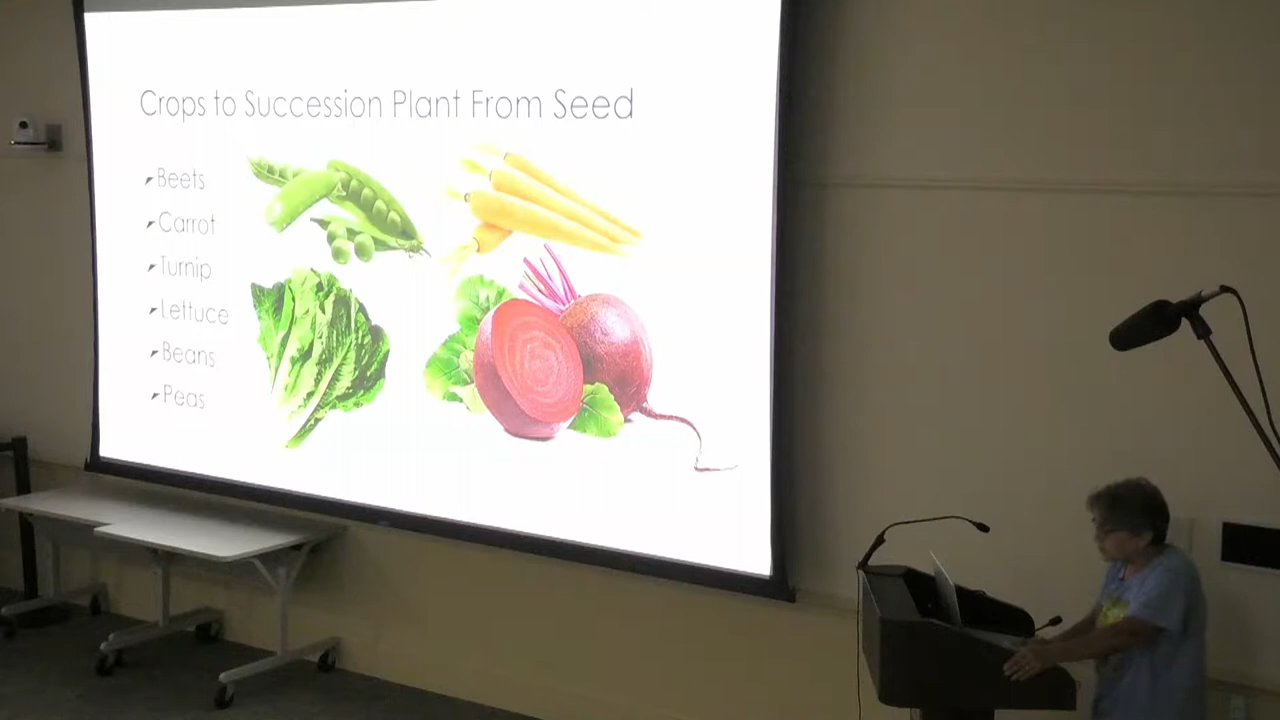 Crops to Succession Plant From Seed
Beets
Carrot
Turnip
Lettuce
Beans
Peas